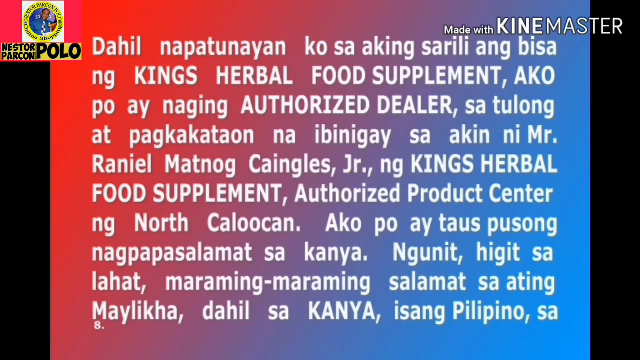 Made with KINEMASTER
NESTOR
PARCON POLO
Dahil napatunayan ko sa aking sarili ang bisa
ng KINGS HERBAL FOOD SUPPLEMENT, AKO
po ay naging AUTHORIZED DEALER, sa tulong
at pagkakataon na ibinigay sa akin ni Mr.
Raniel Matnog Caingles, Jr., ng KINGS HERBAL
FOOD SUPPLEMENT, Authorized Product Center
ng North Caloocan. Ako po ay taus pusong
nagpapasalamat sa kanya. Ngunit, higit sa
lahat, maraming-maraming salamat sa ating
Maylikha, dahil sa KANYA, isang Pilipino, sa
8.